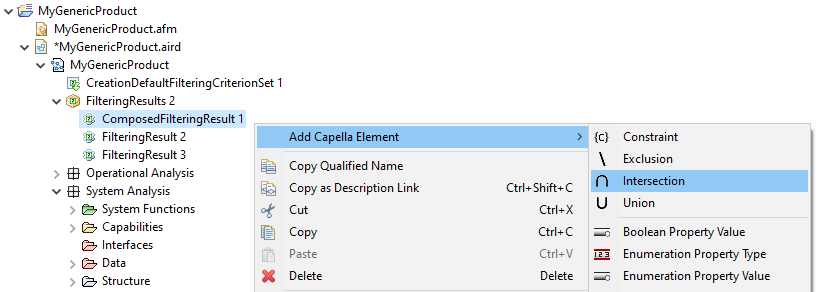 MyGenericProduct
MyGenericProduct.afm
*MyGenericProduct.aird
MyGenericProduct
CreationDefaultFilteringCriterionSet 1
FilteringResults 2
ComposedFilteringResult 1
FilteringResult 2
FilteringResult 3
Operational Analysis
System Analysis
System Functions
Capabilities
Interfaces
Data
Structure
Add Capella Element
Copy Qualified Name
Copy as Description Link Ctrl+Shift+C
Cut Ctrl+X
Copy Ctrl+C
Paste Ctrl+V
Delete Delete
{c} Constraint
Exclusion
Intersection
Union
Boolean Property Value
Enumeration Property Type
Enumeration Property Value